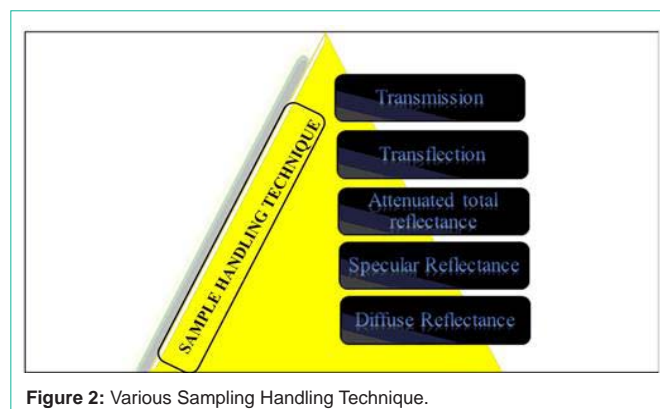 SAMPLE HANDLING TECHNIQUE
Transmission
Transflection
Attenuated total
reflectance
Specular Reflectance
Diffuse Reflectance
Figure 2: Various Sampling Handling Technique.